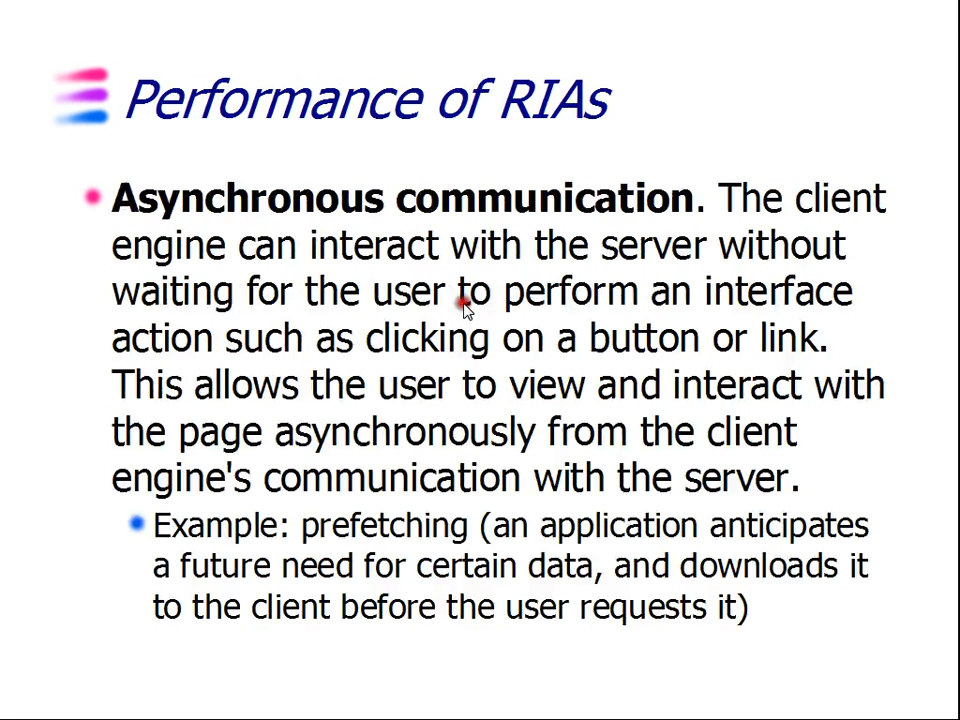 Performance of RIAs
Asynchronous communication. The client
engine can interact with the server without
waiting for the user to perform an interface
action such as clicking on a button or link.
This allows the user to view and interact with
the page asynchronously from the client
engine's communication with the server.
Example: prefetching (an application anticipates
a future need for certain data, and downloads it
to the client before the user requests it)